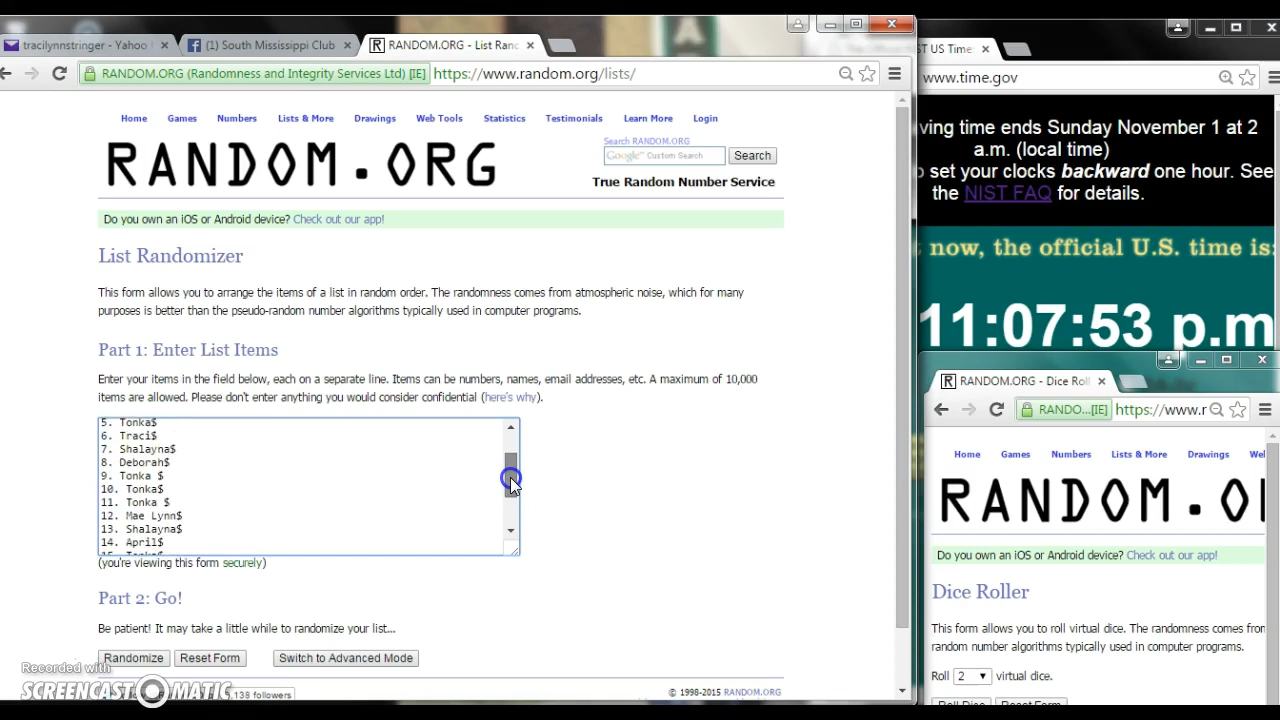 tracilynnstringer - Yahoo
(1) South Mississippi Club
RANDOM.ORG - List Ran
RANDOM.ORG (Randomness and Integrity Services Ltd) [IE]
https://www.random.org/lists/
Home Games Numbers Lists & More Drawings Web Tools Statistics Testimonials Learn More Login
RANDOM.ORG
Search RANDOM.ORG
Google™ Custom Search
Search
True Random Number Service
Do you own an iOS or Android device? Check out our app!
List Randomizer
This form allows you to arrange the items of a list in random order. The randomness comes from atmospheric noise, which for many
purposes is better than the pseudo-random number algorithms typically used in computer programs.
Part 1: Enter List Items
Enter your items in the field below, each on a separate line. Items can be numbers, names, email addresses, etc. A maximum of 10,000
items are allowed. Please don't enter anything you would consider confidential (here's why).
5. Tonka$
6. Traci$
7. Shalayna$
8. Deborah$
9. Tonka $
10. Tonka$
11. Tonka $
12. Mae Lynn$
13. Shalayna$
14. April$
(you're viewing this form securely)
Part 2: Go!
Be patient! It may take a little while to randomize your list...
Randomize Reset Form Switch to Advanced Mode
Recorded with
SCREENCAST MATIC
,138 followers
© 1998-2015 RANDOM.ORG
ST US Time
www.time.gov
ving time ends Sunday November 1 at 2
a.m. (local time)
o set your clocks backward one hour. See
the NIST FAQ for details.
t now, the official U.S. time is:
11:07:53 p.m
RANDOM.ORG - Dice Roll
RANDO...[IE]
https://www.r
Home Games Numbers Lists & More Drawings We
RANDOM.O
Do you own an iOS or Android device? Check out our app!
Dice Roller
This form allows you to roll virtual dice. The randomness comes from
random number algorithms typically used in computer programs.
Roll 2 virtual dice.
Roll Dice Reset Form